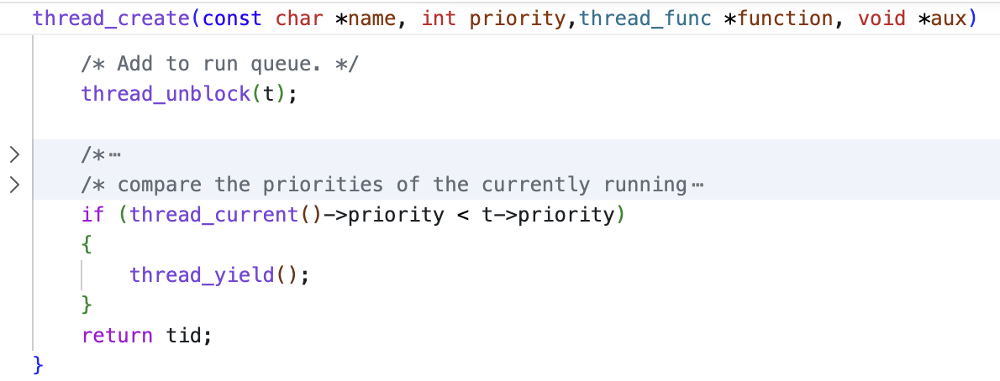 thread_create(const char *name, int priority,thread_func *function, void *aux)
/* Add to run queue. */
thread_unblock(t);
/*⋯
/* compare the priorities of the currently running⋯
if (thread_current()->priority < t->priority)
{
thread_yield();
}
return tid;
}